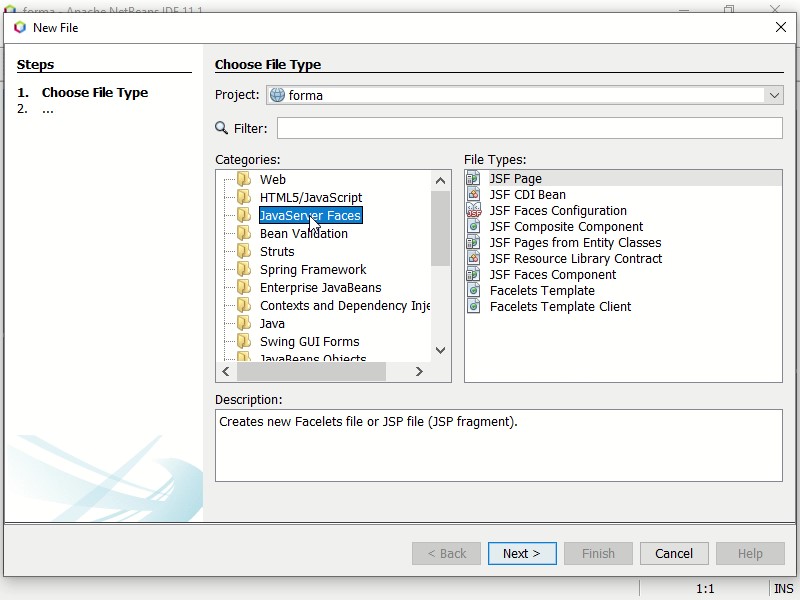 forma - Apache NetBeans IDE 11.1
New File
Steps
1. Choose File Type
2. ...
Choose File Type
Project: forma
Filter:
Categories:
Web
HTML5/JavaScript
JavaServer Faces
Bean Validation
Struts
Spring Framework
Enterprise JavaBeans
Contexts and Dependency Inje
Java
Swing GUI Forms
JavaBeans Objects
File Types:
JSF Page
JSF CDI Bean
JSF Faces Configuration
JSF Composite Component
JSF Pages from Entity Classes
JSF Resource Library Contract
JSF Faces Component
Facelets Template
Facelets Template Client
Description:
Creates new Facelets file or JSP file (JSP fragment).
< Back
Next >
Finish
Cancel
Help
1:1
INS